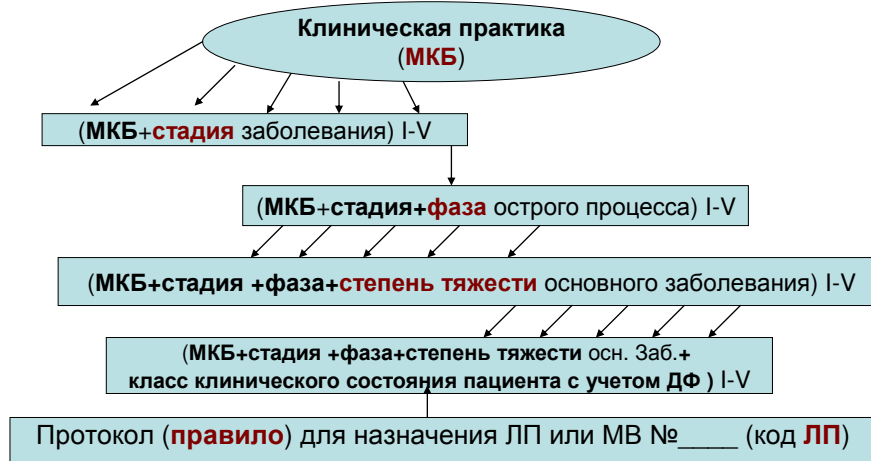 Клиническая практика
(МКБ)
(МКБ+стадия заболевания) I-V
(МКБ+стадия+фаза острого процесса) I-V
(МКБ+стадия +фаза+степень тяжести основного заболевания) I-V
(МКБ+стадия +фаза+степень тяжести осн. Заб.+
класс клинического состояния пациента с учетом ДФ ) I-V
Протокол (правило) для назначения ЛП или МВ №____ (код ЛП)